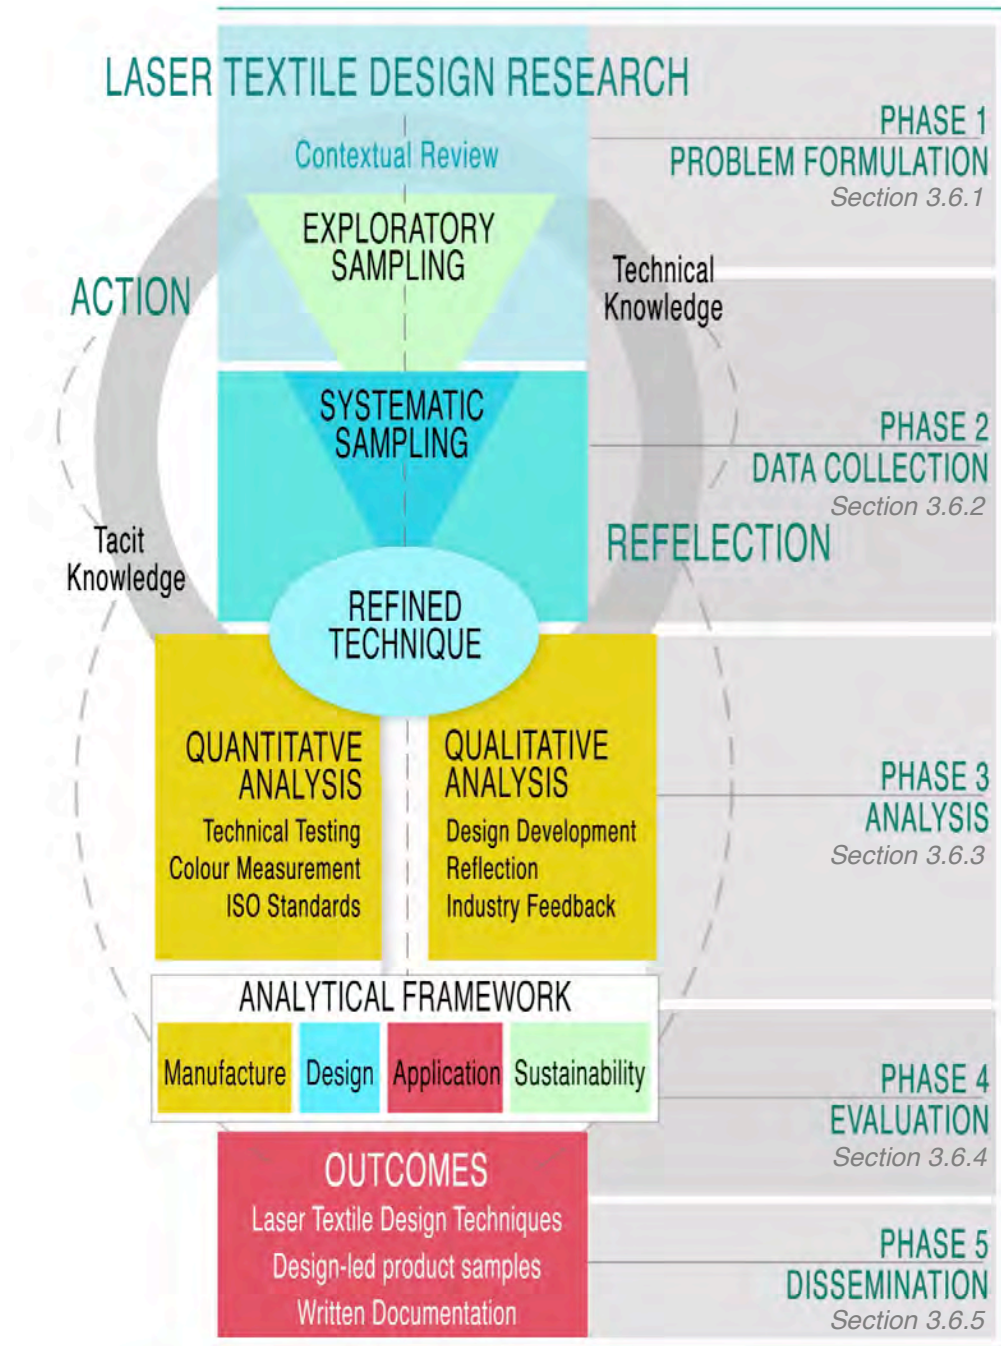 LASER TEXTILE DESIGN RESEARCH
Contextual Review
PHASE 1
PROBLEM FORMULATION
Section 3.6.1
EXPLORATORY
SAMPLING
ACTION
Technical
Knowledge
SYSTEMATIC
SAMPLING
PHASE 2
DATA COLLECTION
Section 3.6.2
Tacit
Knowledge
REFELECTION
REFINED
TECHNIQUE
QUANTITATVE
ANALYSIS
Technical Testing
Colour Measurement
ISO Standards
QUALITATIVE
ANALYSIS
Design Development
Reflection
Industry Feedback
PHASE 3
ANALYSIS
Section 3.6.3
ANALYTICAL FRAMEWORK
Manufacture Design Application Sustainability
PHASE 4
EVALUATION
Section 3.6.4
OUTCOMES
Laser Textile Design Techniques
Design-led product samples
Written Documentation
PHASE 5
DISSEMINATION
Section 3.6.5